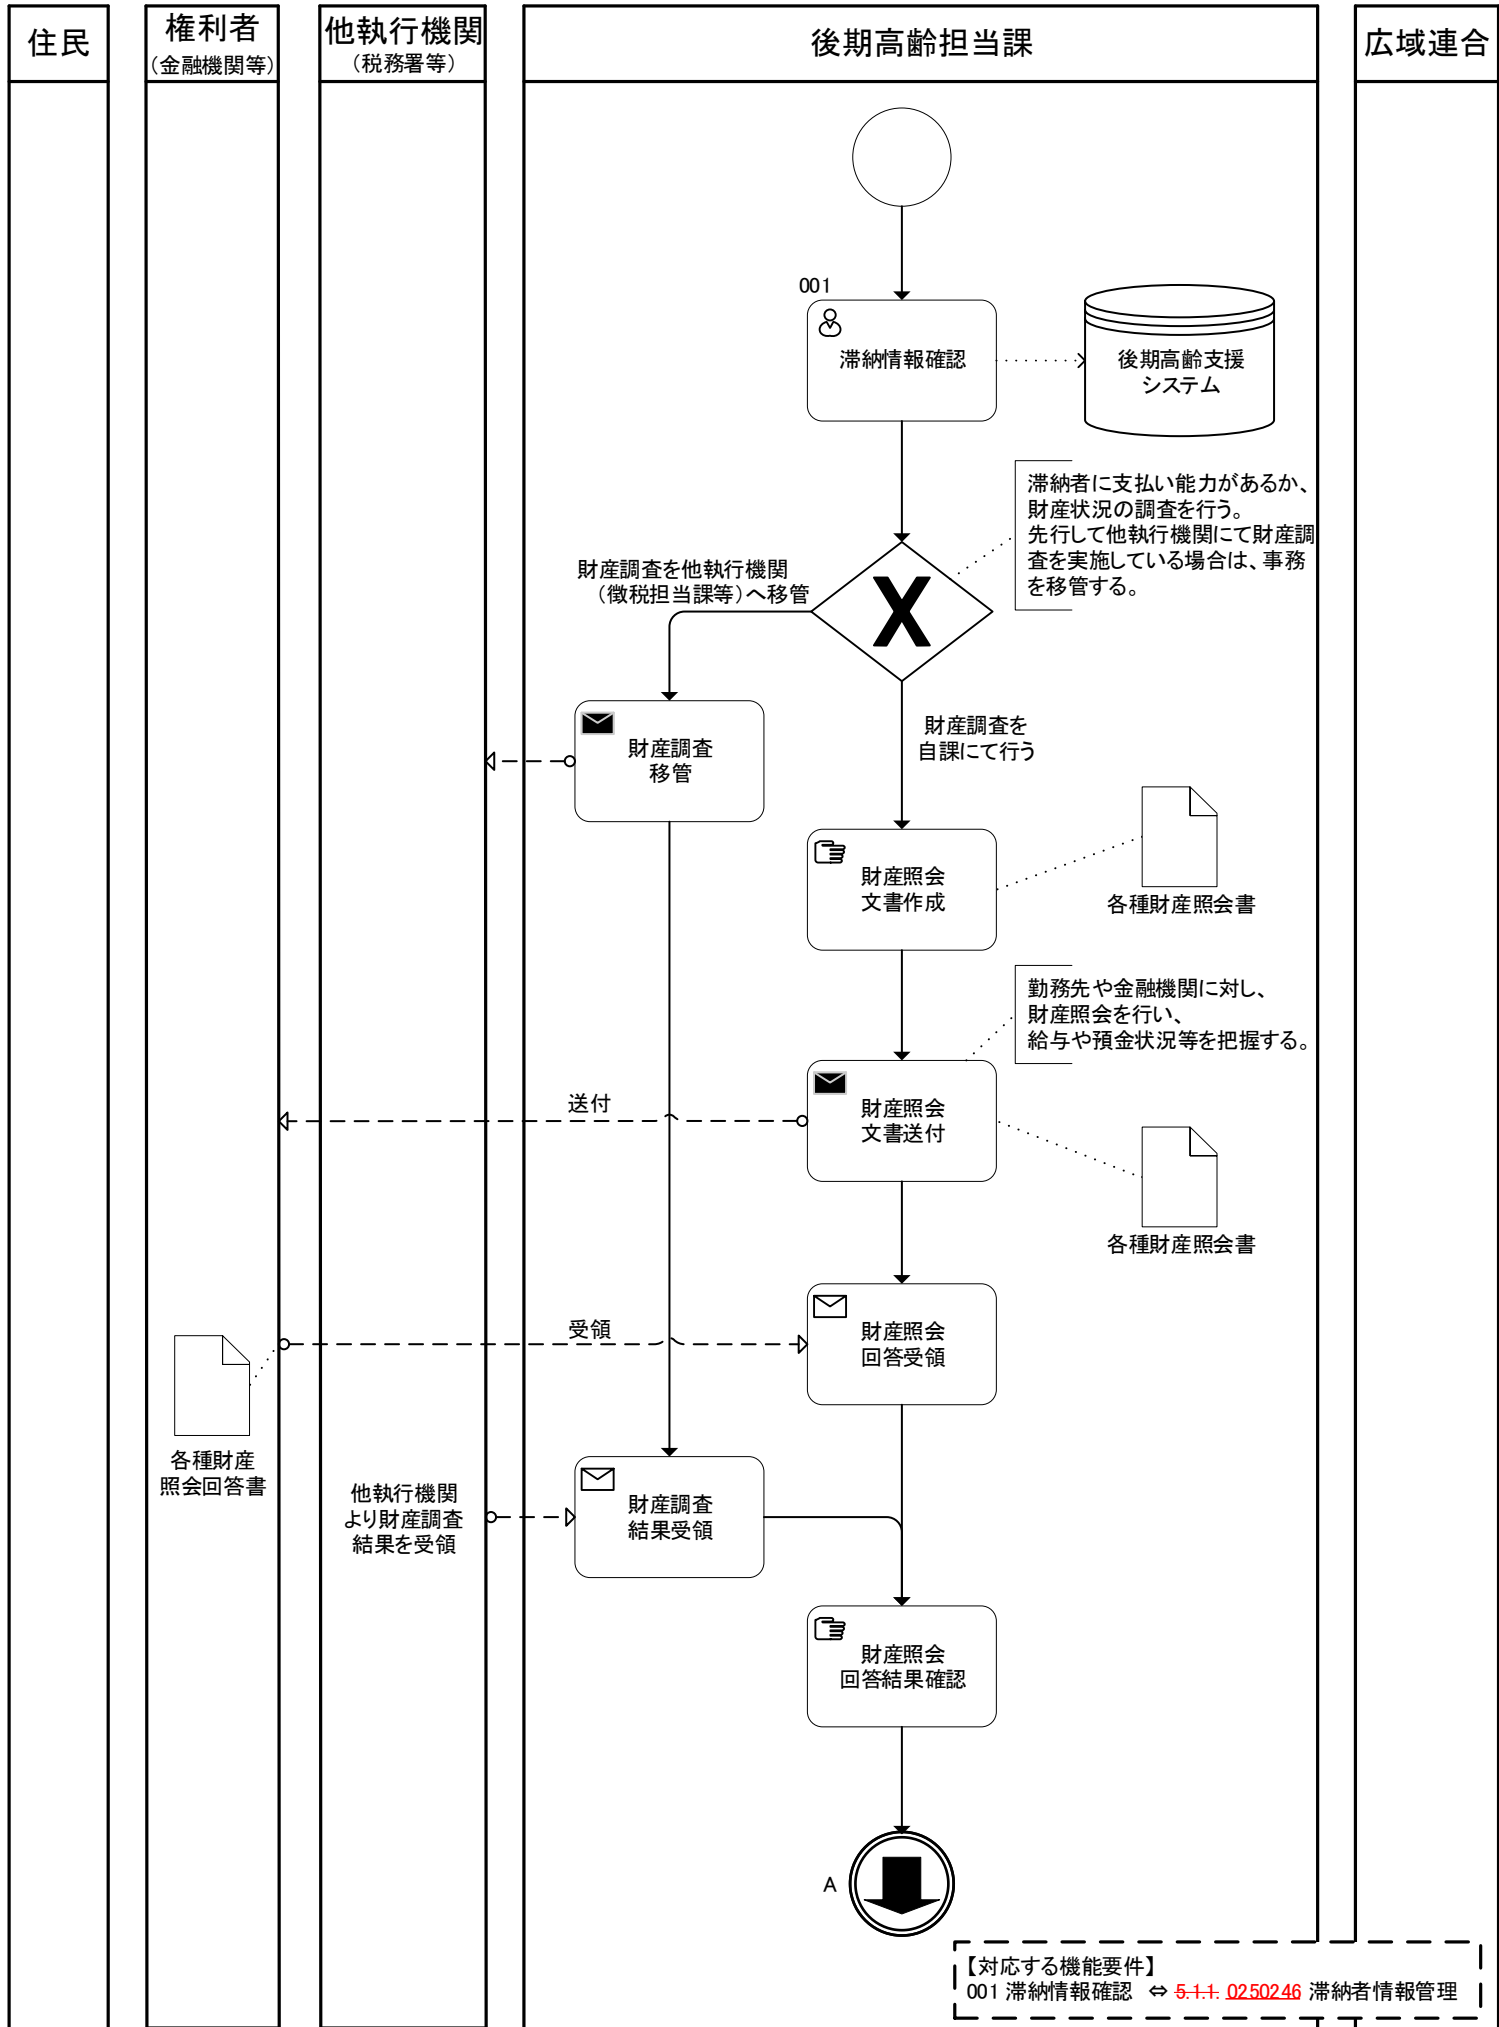 住民
権利者
（金融機関等）
他執行機関
（税務署等）
後期高齢担当課
広域連合
001
滞納情報確認
後期高齢支援
システム
滞納者に支払い能力があるか、
財産状況の調査を行う。
先行して他執行機関にて財産調
査を実施している場合は、事務
を移管する。
財産調査を他執行機関
（徴税担当課等）へ移管
X
財産調査
移管
財産調査を
自課にて行う
財産照会
文書作成
各種財産照会書
勤務先や金融機関に対し、
財産照会を行い、
給与や預金状況等を把握する。
送付
財産照会
文書送付
各種財産照会書
受領
財産照会
回答受領
各種財産
照会回答書
他執行機関
より財産調査
結果を受領
財産調査
結果受領
財産照会
回答結果確認
A
【対応する機能要件】
001 滞納情報確認 ⇔ 5.1.1. 0250246 滞納者情報管理